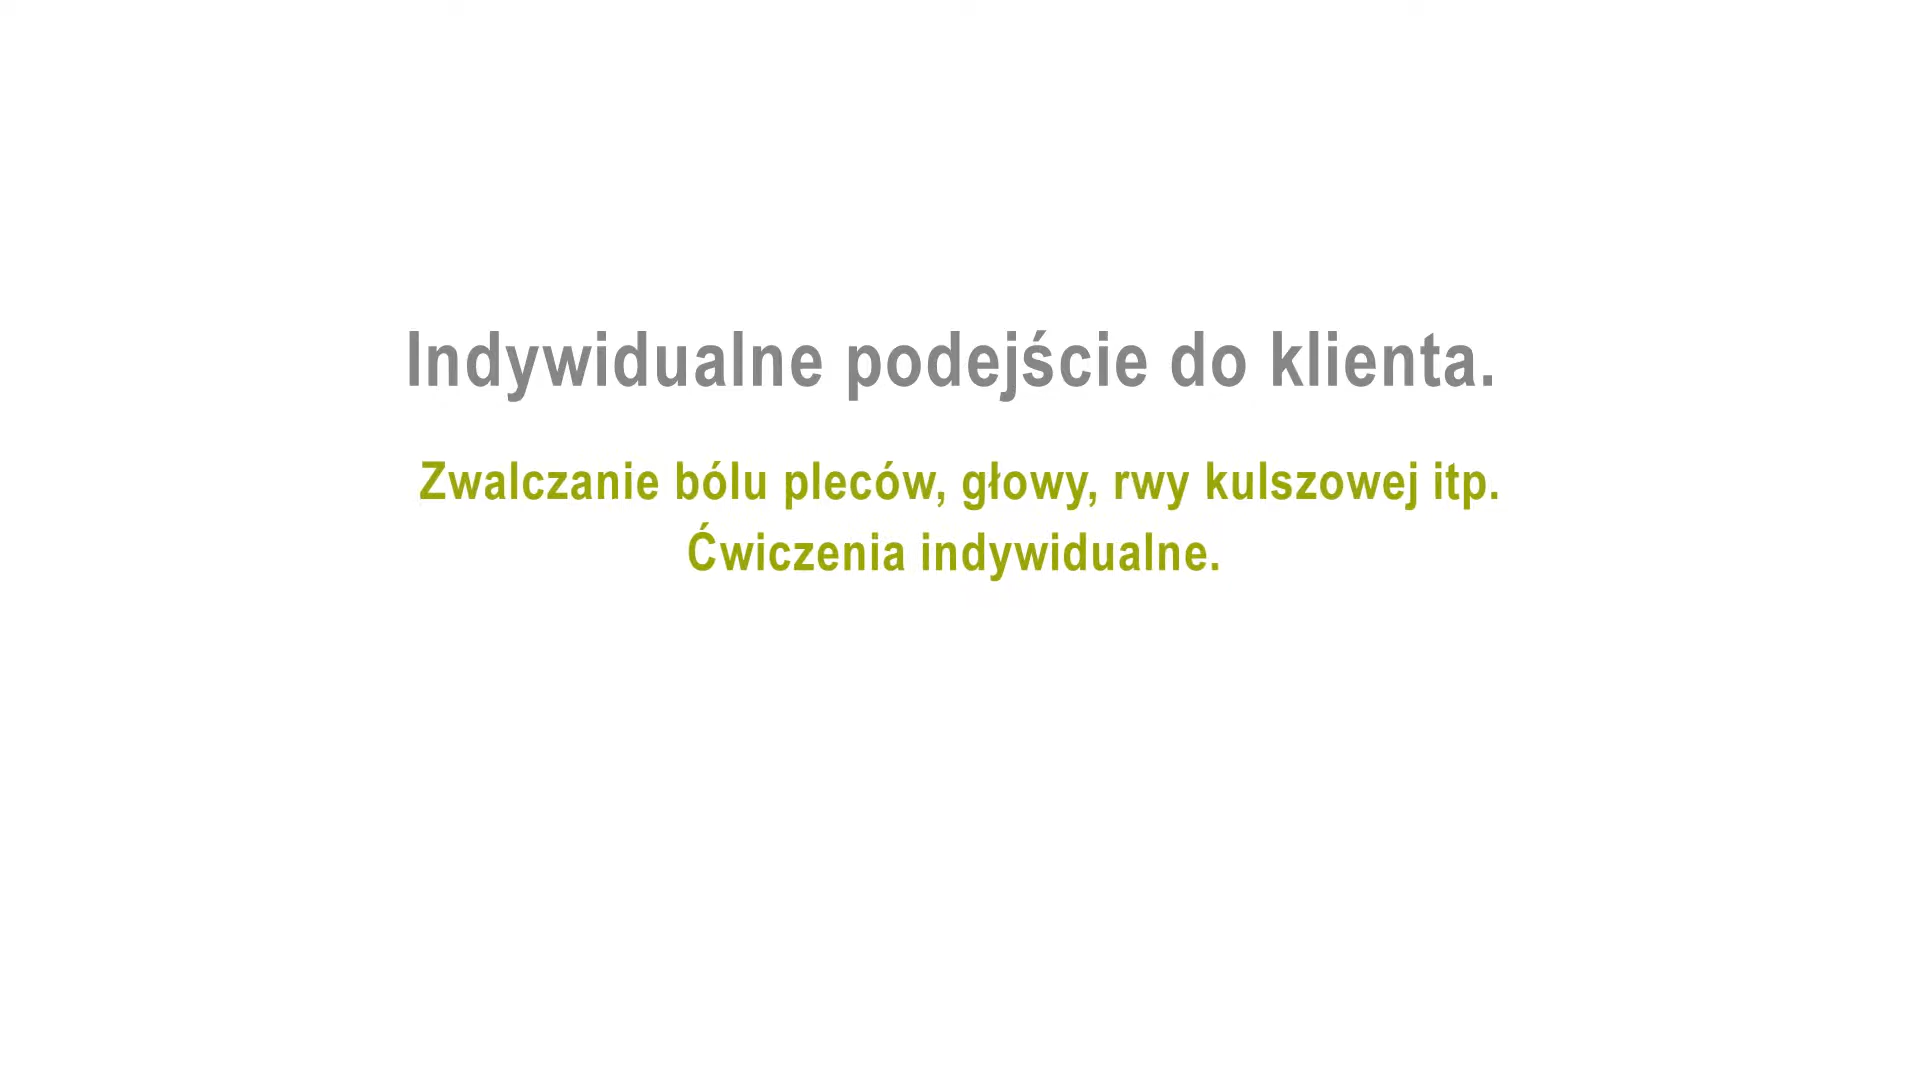 Indywidualne podejście do klienta.
Zwalczanie bólu pleców, głowy, rwy kulszowej itp.
Ćwiczenia indywidualne.